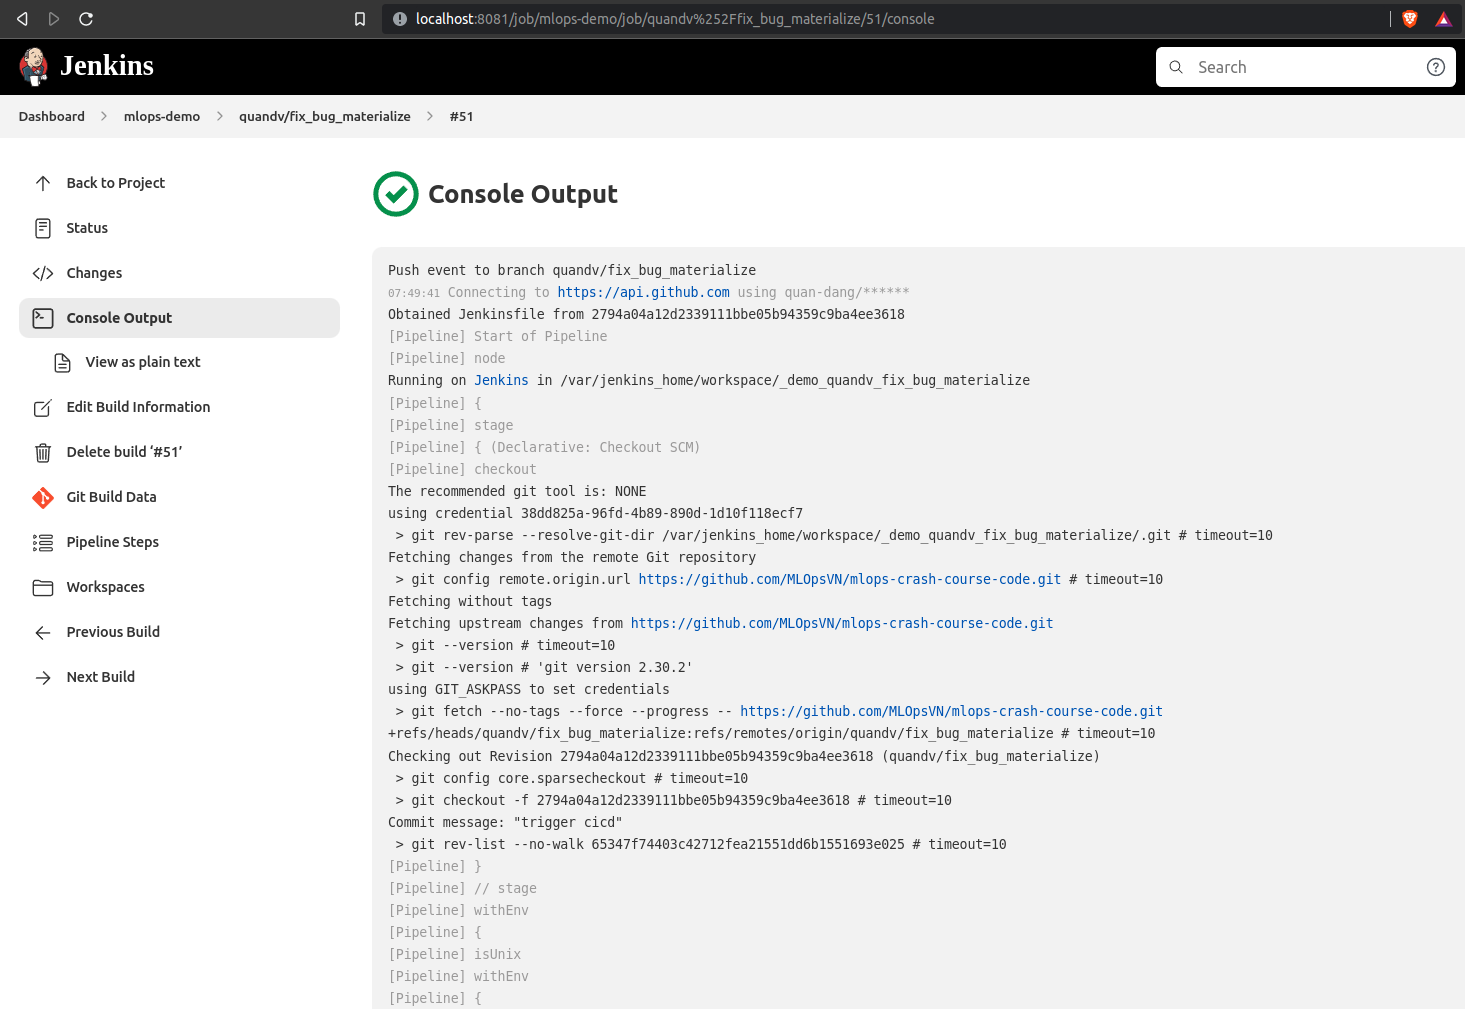 localhost:8081/job/mlops-demo/job/quandv%252Ffix_bug_materialize/51/console
Jenkins
Search
Dashboard > mlops-demo > quandv/fix_bug_materialize > #51
Back to Project
Status
Changes
Console Output
View as plain text
Edit Build Information
Delete build ‘#51’
Git Build Data
Pipeline Steps
Workspaces
Previous Build
Next Build
Console Output
Push event to branch quandv/fix_bug_materialize
07:49:41 Connecting to https://api.github.com using quan-dang/******
Obtained Jenkinsfile from 2794a04a12d2339111bbe05b94359c9ba4ee3618
[Pipeline] Start of Pipeline
[Pipeline] node
Running on Jenkins in /var/jenkins_home/workspace/_demo_quandv_fix_bug_materialize
[Pipeline] {
[Pipeline] stage
[Pipeline] { (Declarative: Checkout SCM)
[Pipeline] checkout
The recommended git tool is: NONE
using credential 38dd825a-96fd-4b89-890d-1d10f118ecf7
> git rev-parse --resolve-git-dir /var/jenkins_home/workspace/_demo_quandv_fix_bug_materialize/.git # timeout=10
Fetching changes from the remote Git repository
> git config remote.origin.url https://github.com/MLOpsVN/mlops-crash-course-code.git # timeout=10
Fetching without tags
Fetching upstream changes from https://github.com/MLOpsVN/mlops-crash-course-code.git
> git --version # timeout=10
> git --version # 'git version 2.30.2'
using GIT_ASKPASS to set credentials
> git fetch --no-tags --force --progress -- https://github.com/MLOpsVN/mlops-crash-course-code.git
+refs/heads/quandv/fix_bug_materialize:refs/remotes/origin/quandv/fix_bug_materialize # timeout=10
Checking out Revision 2794a04a12d2339111bbe05b94359c9ba4ee3618 (quandv/fix_bug_materialize)
> git config core.sparsecheckout # timeout=10
> git checkout -f 2794a04a12d2339111bbe05b94359c9ba4ee3618 # timeout=10
Commit message: "trigger cicd"
> git rev-list --no-walk 65347f74403c42712fea21551dd6b1551693e025 # timeout=10
[Pipeline] }
[Pipeline] // stage
[Pipeline] withEnv
[Pipeline] {
[Pipeline] isUnix
[Pipeline] withEnv
[Pipeline] {